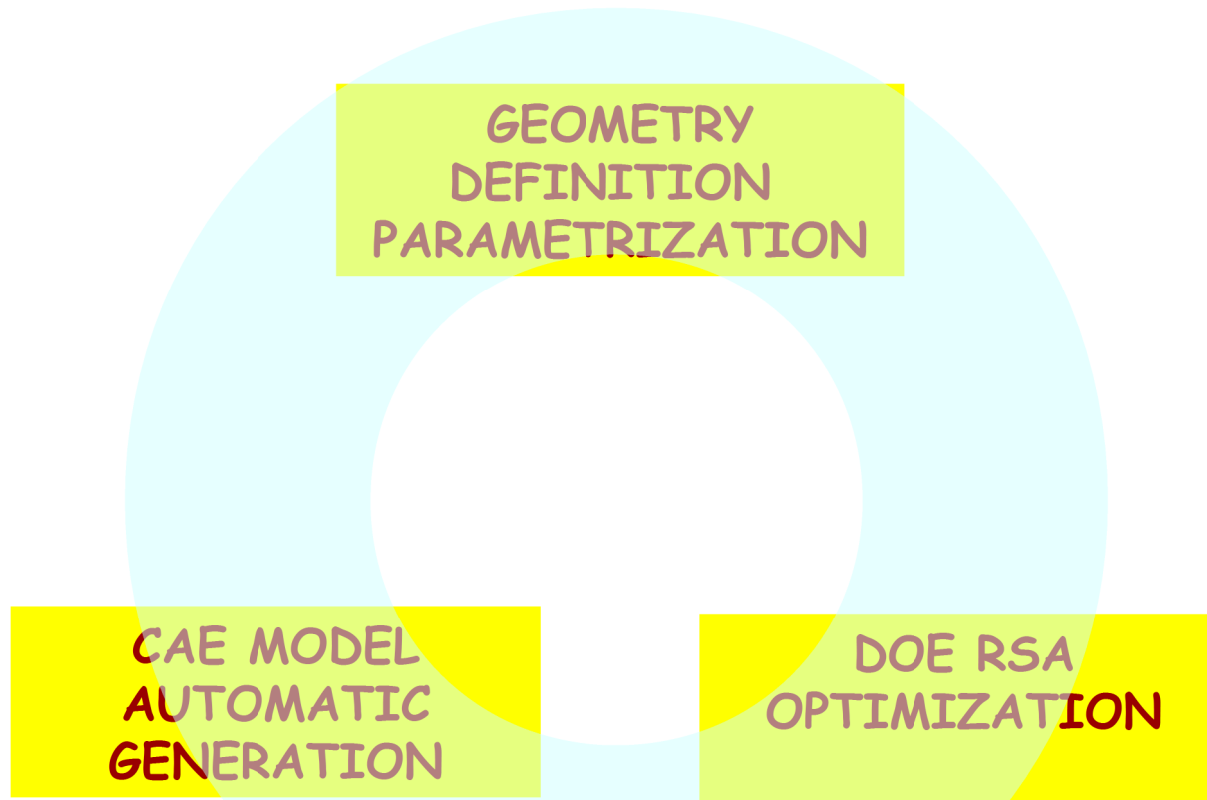 GEOMETRY
DEFINITION
PARAMETRIZATION
CAE MODEL
AUTOMATIC
GENERATION
DOE RSA
OPTIMIZATION